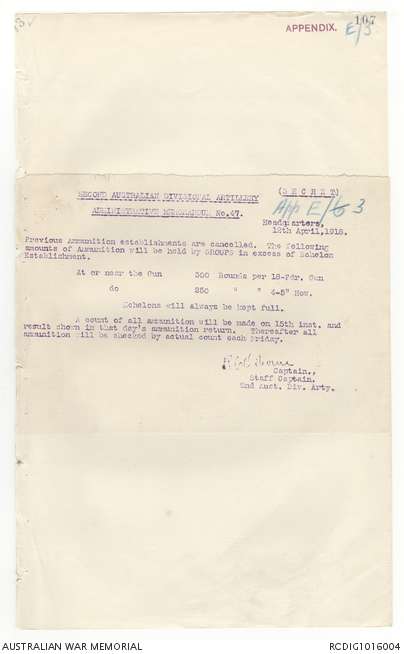 APPENDIX. 107
E/3
(SECRET)
SECOND AUSTRALIAN DIVISIONAL ARTILLERY
App E/3
ADMINISTRATIVE MEMORANDUM No.47.
Headquarters,
12th April,1918.
Previous Ammunition establishments are cancelled. The following
amounts of Ammunition will be held by GROUPS in excess of Echelon
Establishment.
At or near the Gun 300 Rounds per 18-Pdr. Gun
do 250 " " 4-5" How.
Echelons will always be kept full.
A count of all ammunition will be made on 15th inst. and
result shown in that day's ammunition return. Thereafter all
ammunition will be checked by actual count each Friday.
Captain.,
Staff Captain.
2nd Aust. Div. Arty.
AUSTRALIAN WAR MEMORIAL
RCDIG1016004